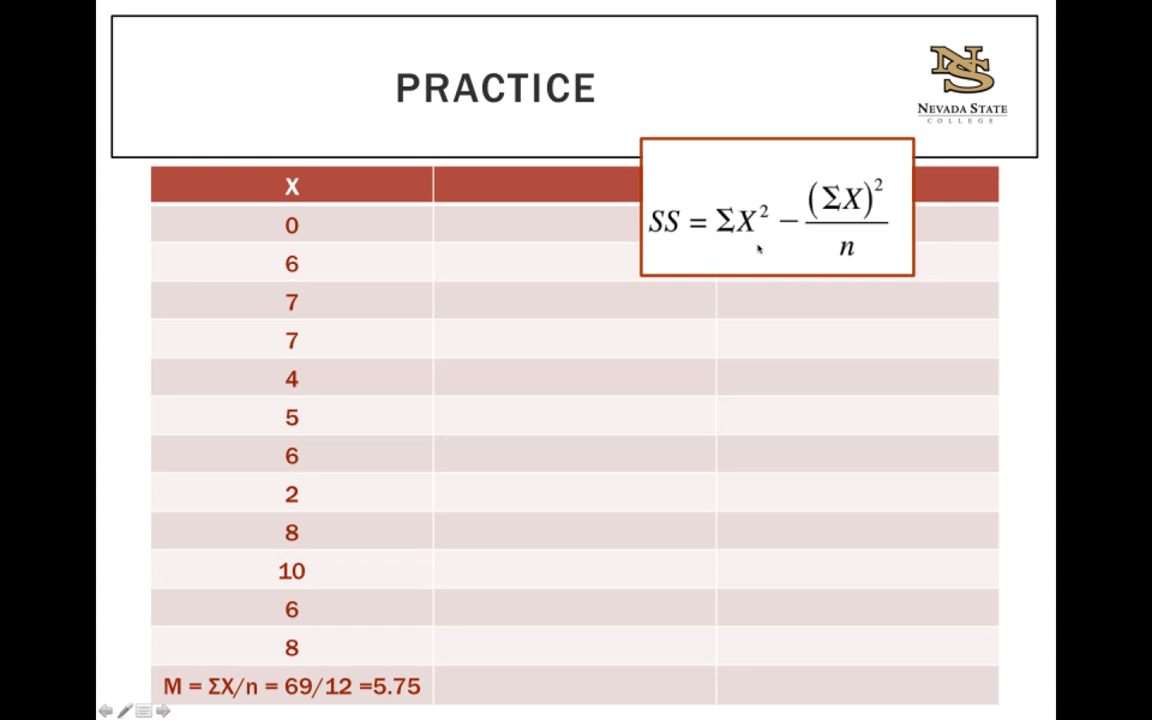 PRACTICE
NEVADA STATE
COLLEGE
SS = ΣX² − (ΣX)² / n
X
0
6
7
7
4
5
6
2
8
10
6
8
M = ΣX/n = 69/12 =5.75